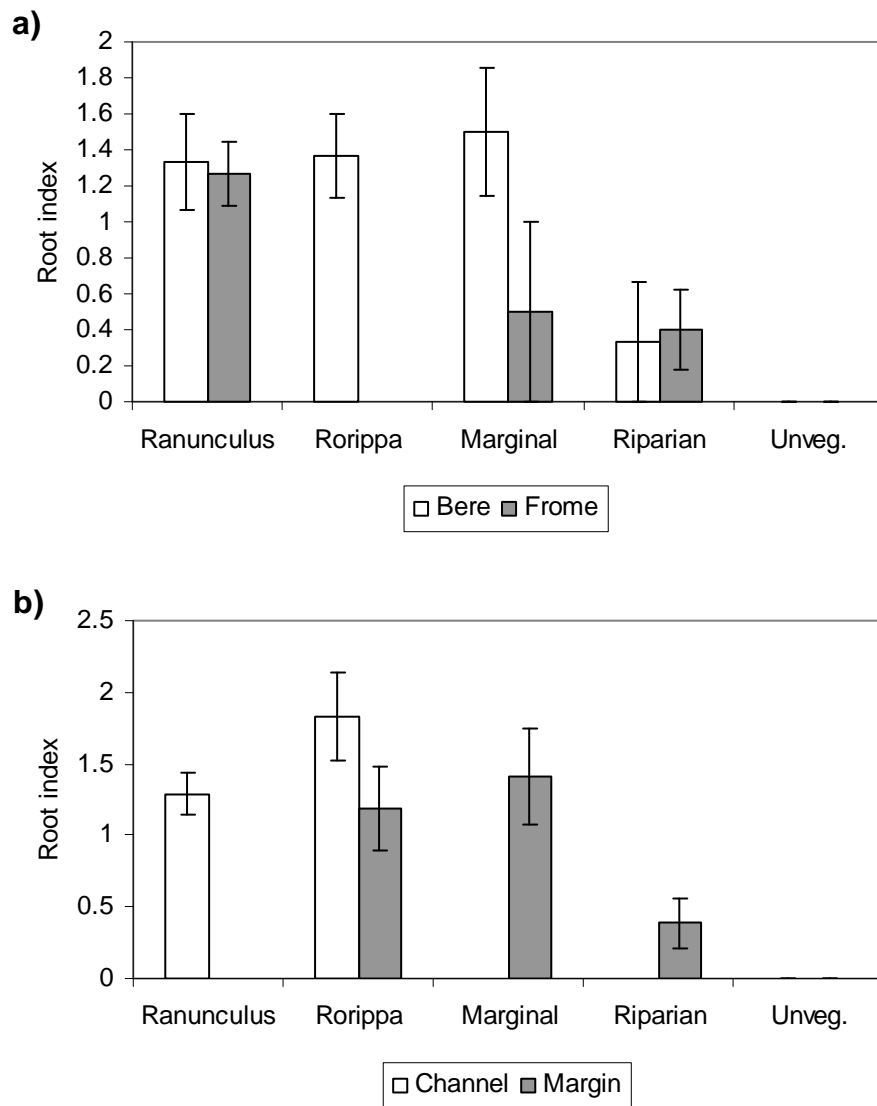 a)
2
1.8
1.6
1.4
1.2
1
0.8
0.6
0.4
0.2
0
Root index
Ranunculus Rorippa Marginal Riparian Unveg.
Bere Frome
b)
2.5
2
1.5
1
0.5
0
Root index
Ranunculus Rorippa Marginal Riparian Unveg.
Channel Margin